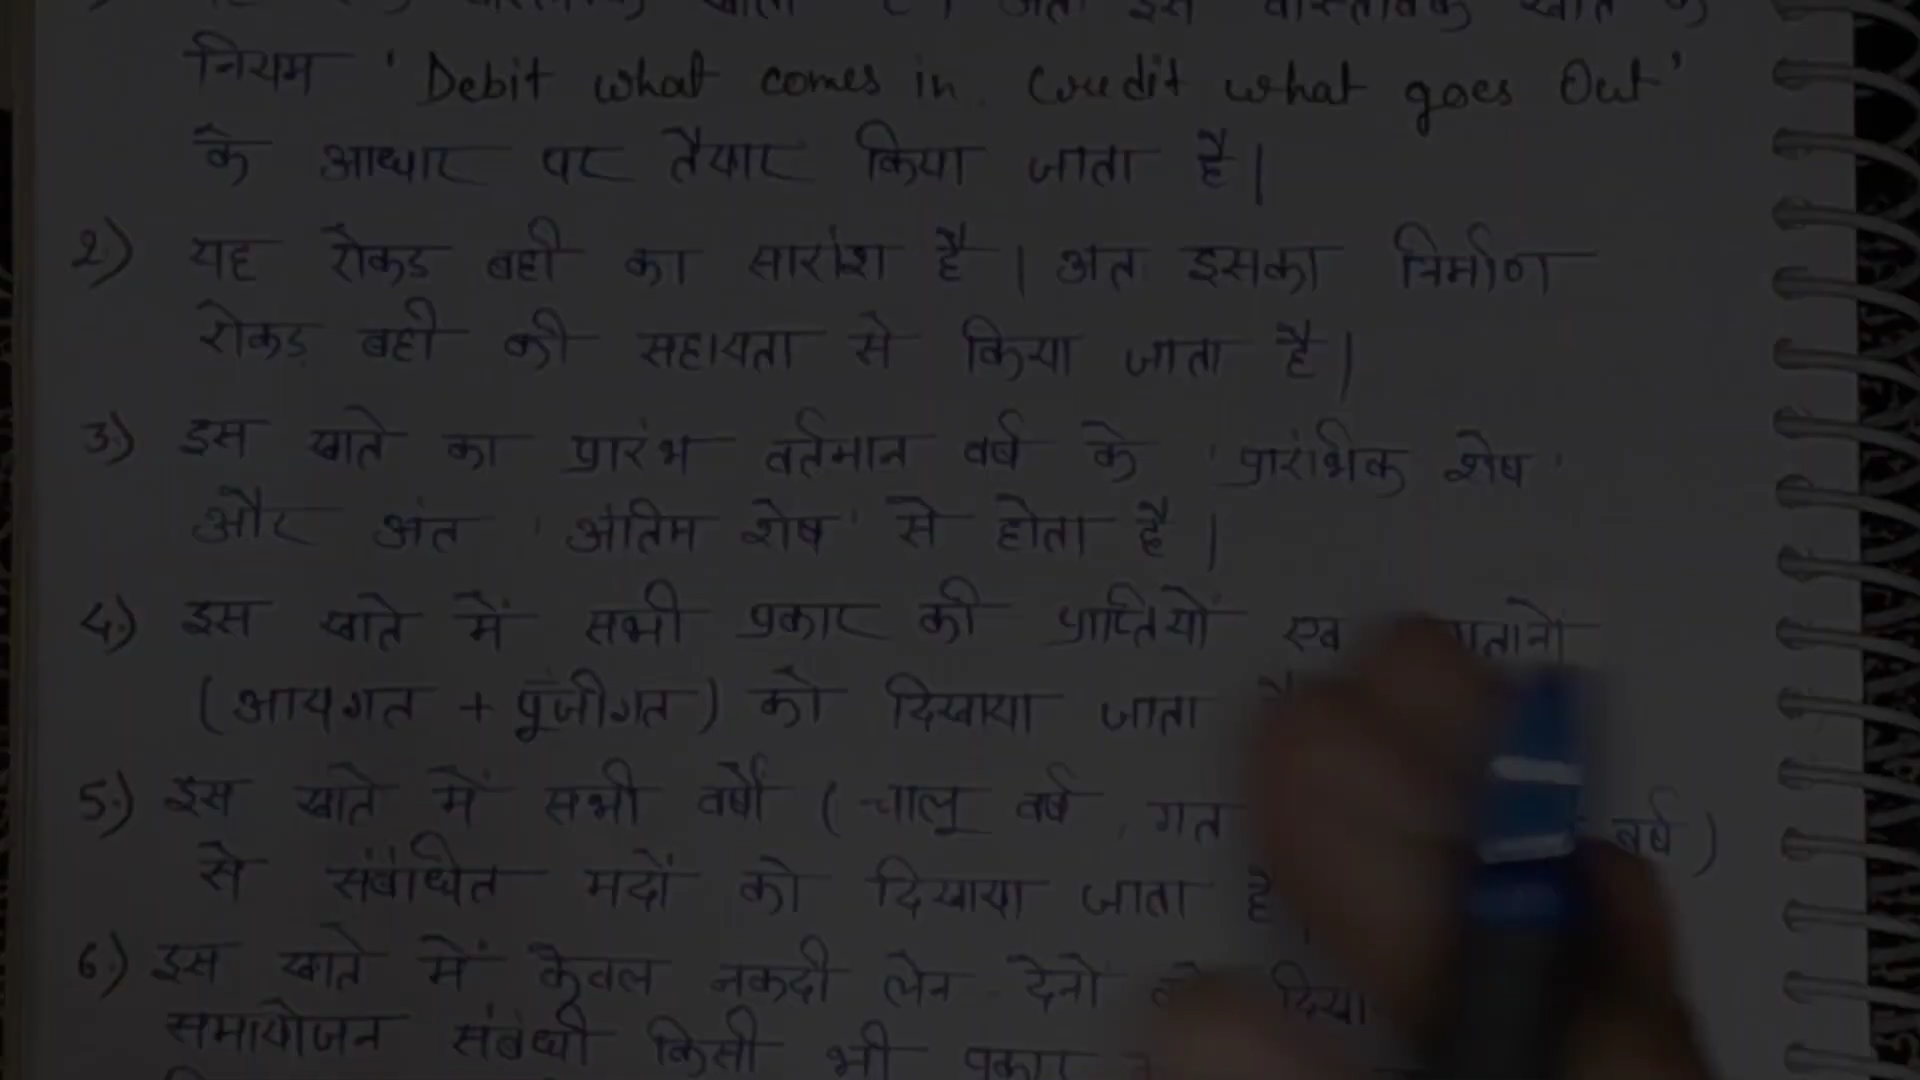 नियम 'Debit what comes in. Credit what goes Out'
के आधार पर तैयार किया जाता है।
2.) यह रोकड बही का सारांश है। अत इसका निर्माण
रोकड बही की सहायता से किया जाता है।
3.) इस खाते का प्रारंभ वर्तमान वर्ष के 'प्रारंभिक शेष'
और अंत 'अंतिम शेष' से होता है।
4.) इस खाते में सभी प्रकार की प्राप्तियों एव
(आयगत + पूंजीगत) को दिखाया जाता
5.) इस खाते में सभी वर्षों (चालू वर्ष, गत वर्ष)
से संबंधित मदों को दिखाया जाता है
6.) इस खाते में केवल नकदी लेन देनो
समायोजन संबंधी किसी भी प्रकार